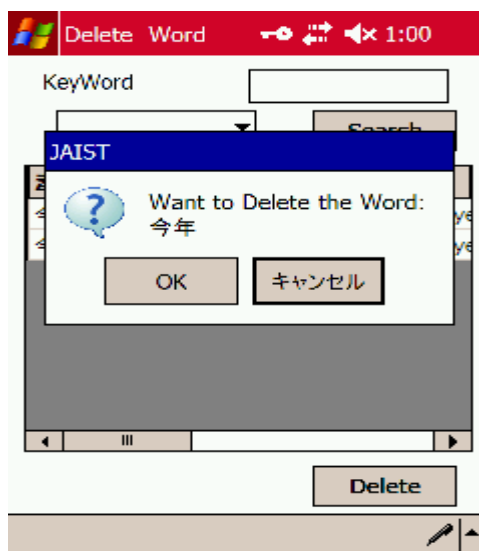 Delete Word 1:00
KeyWord
Search
JAIST
Want to Delete the Word:
今年
OK キャンセル
Delete